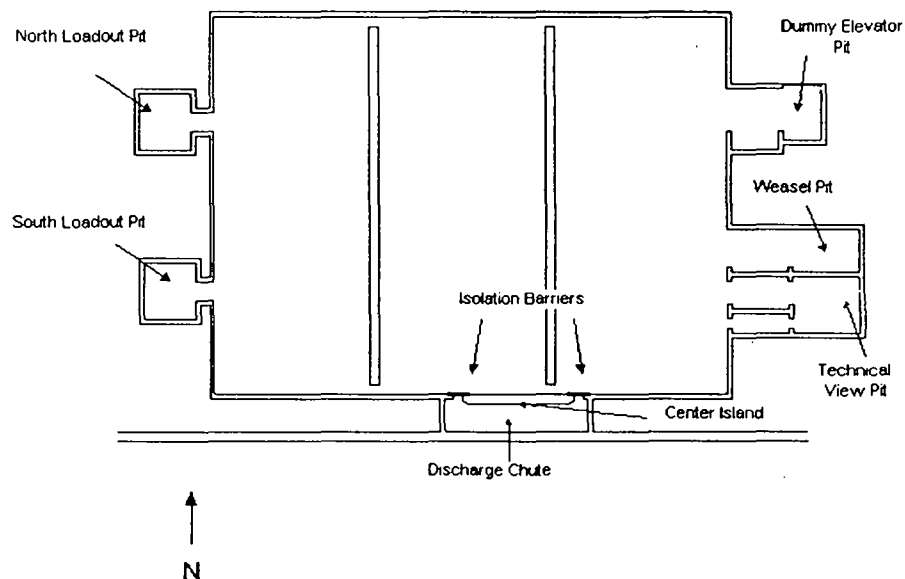 North Loadout Pit
Dummy Elevator
Pit
Weasel Pit
South Loadout Pit
Isolation Barriers
Technical
View Pit
Center Island
Discharge Chute
N